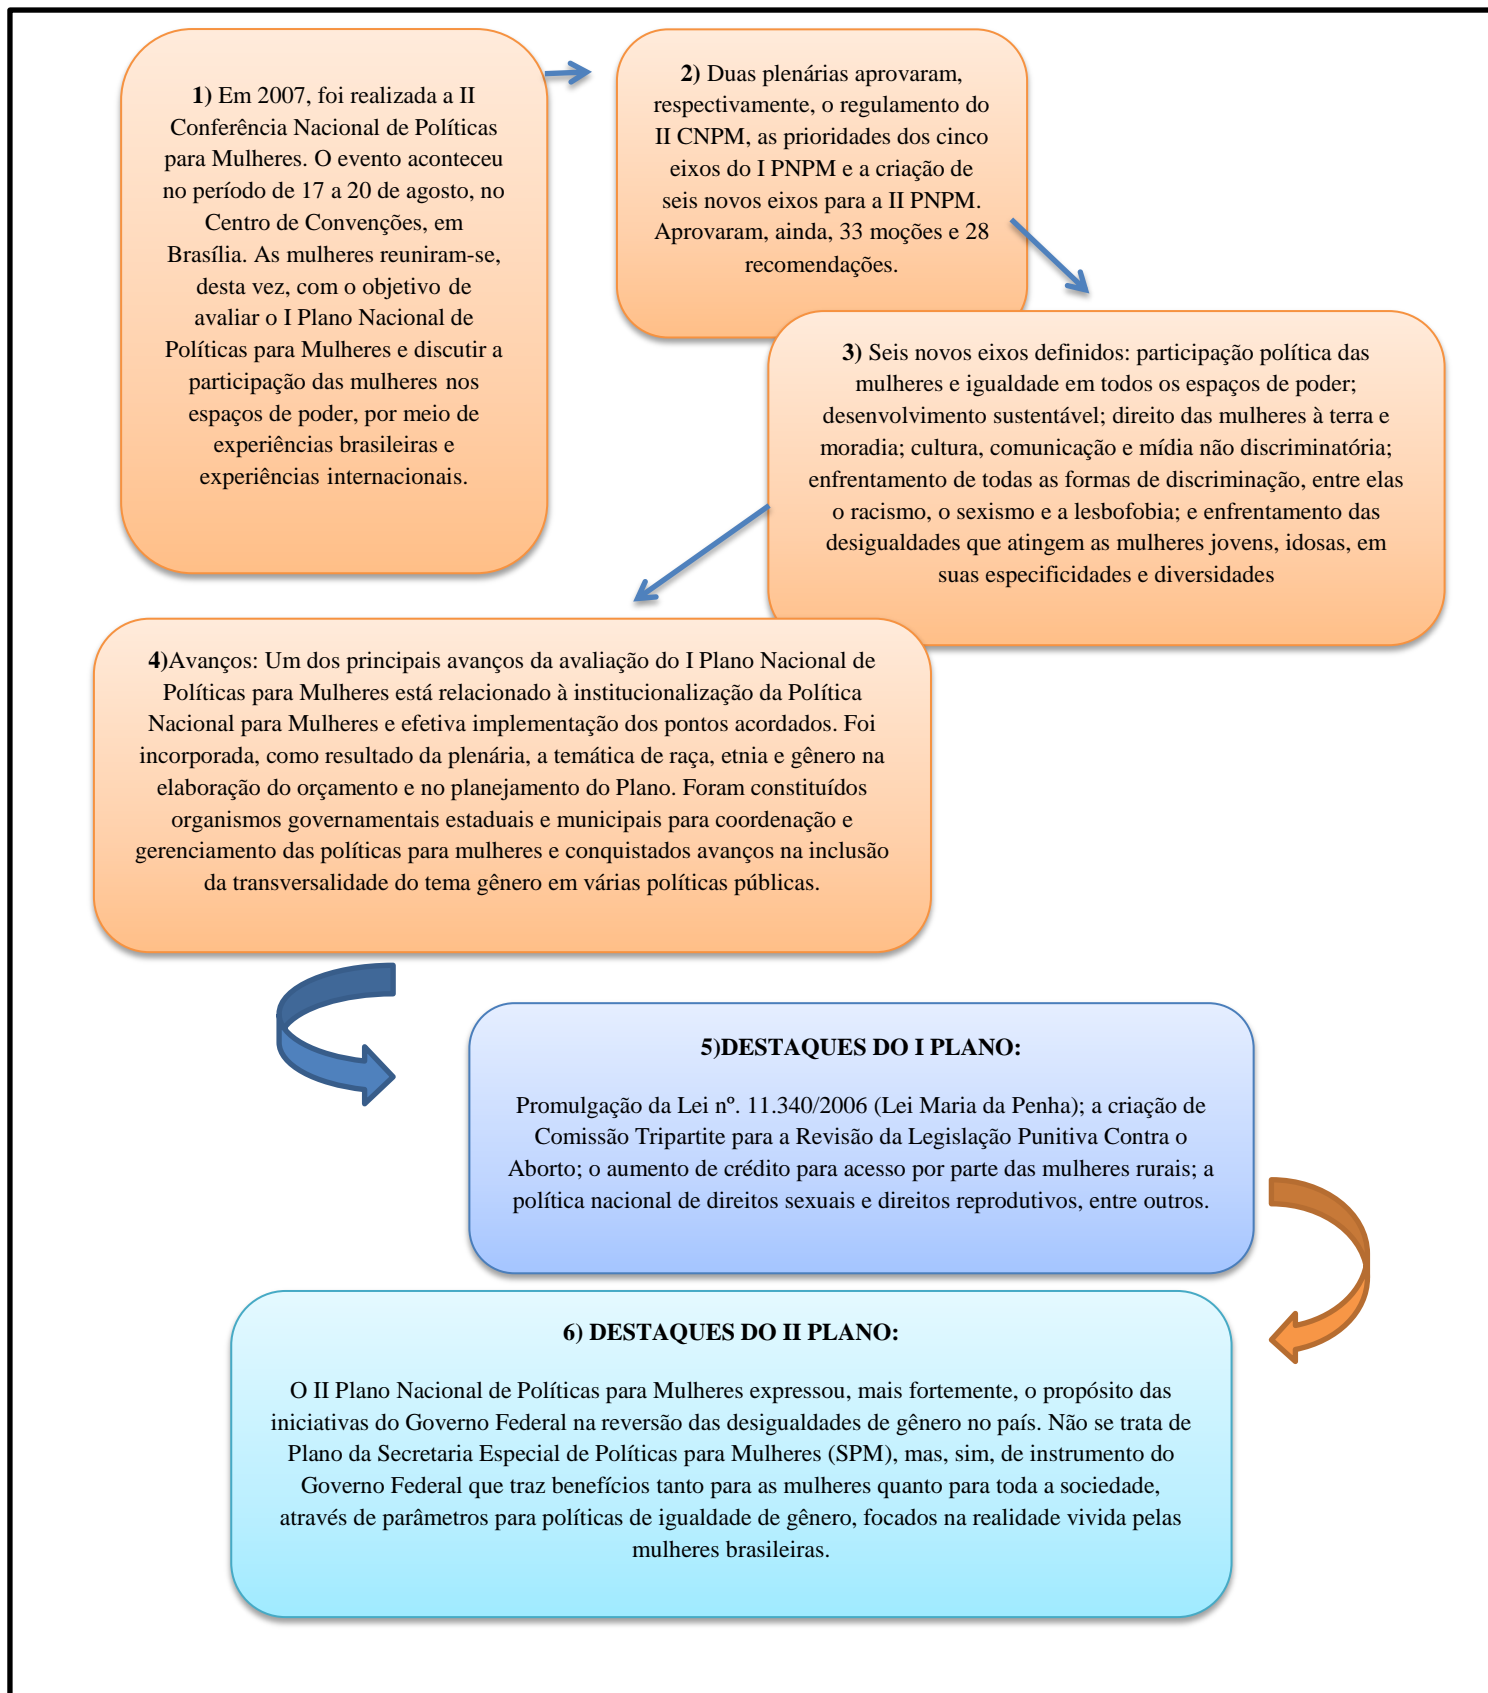 1) Em 2007, foi realizada a II
Conferência Nacional de Políticas
para Mulheres. O evento aconteceu
no período de 17 a 20 de agosto, no
Centro de Convenções, em
Brasília. As mulheres reuniram-se,
desta vez, com o objetivo de
avaliar o I Plano Nacional de
Políticas para Mulheres e discutir a
participação das mulheres nos
espaços de poder, por meio de
experiências brasileiras e
experiências internacionais.
2) Duas plenárias aprovaram,
respectivamente, o regulamento do
II CNPM, as prioridades dos cinco
eixos do I PNPM e a criação de
seis novos eixos para a II PNPM.
Aprovaram, ainda, 33 moções e 28
recomendações.
3) Seis novos eixos definidos: participação política das
mulheres e igualdade em todos os espaços de poder;
desenvolvimento sustentável; direito das mulheres à terra e
moradia; cultura, comunicação e mídia não discriminatória;
enfrentamento de todas as formas de discriminação, entre elas
o racismo, o sexismo e a lesbofobia; e enfrentamento das
desigualdades que atingem as mulheres jovens, idosas, em
suas especificidades e diversidades
4)Avanços: Um dos principais avanços da avaliação do I Plano Nacional de
Políticas para Mulheres está relacionado à institucionalização da Política
Nacional para Mulheres e efetiva implementação dos pontos acordados. Foi
incorporada, como resultado da plenária, a temática de raça, etnia e gênero na
elaboração do orçamento e no planejamento do Plano. Foram constituídos
organismos governamentais estaduais e municipais para coordenação e
gerenciamento das políticas para mulheres e conquistados avanços na inclusão
da transversalidade do tema gênero em várias políticas públicas.
5)DESTAQUES DO I PLANO:
Promulgação da Lei nº. 11.340/2006 (Lei Maria da Penha); a criação de
Comissão Tripartite para a Revisão da Legislação Punitiva Contra o
Aborto; o aumento de crédito para acesso por parte das mulheres rurais; a
política nacional de direitos sexuais e direitos reprodutivos, entre outros.
6) DESTAQUES DO II PLANO:
O II Plano Nacional de Políticas para Mulheres expressou, mais fortemente, o propósito das
iniciativas do Governo Federal na reversão das desigualdades de gênero no país. Não se trata de
Plano da Secretaria Especial de Políticas para Mulheres (SPM), mas, sim, de instrumento do
Governo Federal que traz benefícios tanto para as mulheres quanto para toda a sociedade,
através de parâmetros para políticas de igualdade de gênero, focados na realidade vivida pelas
mulheres brasileiras.